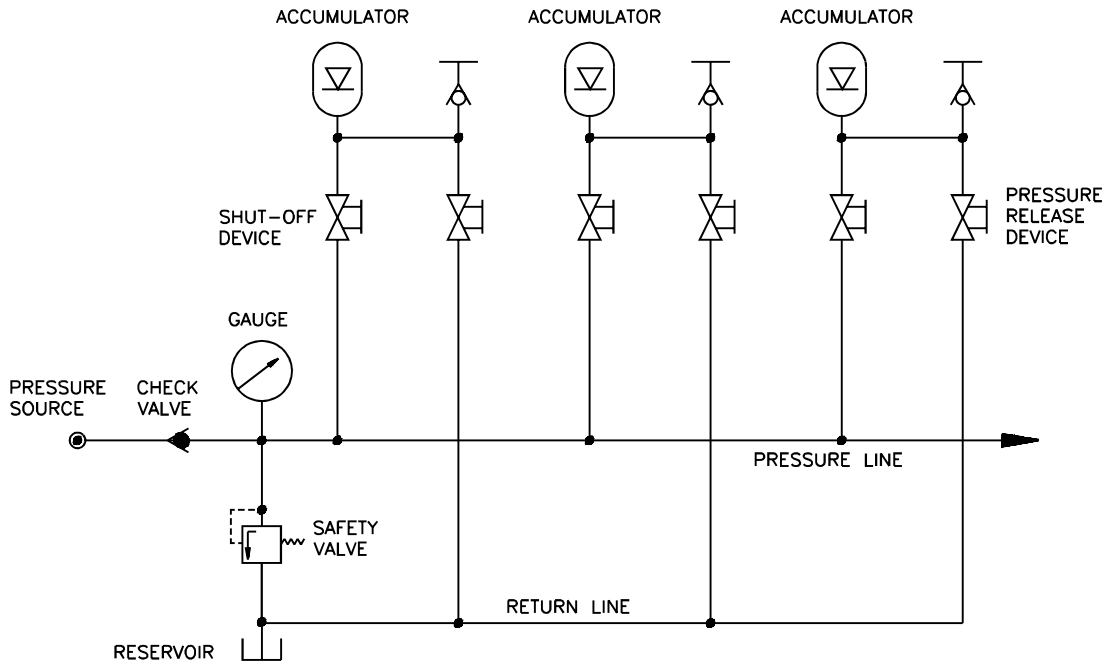 ACCUMULATOR
ACCUMULATOR
ACCUMULATOR
SHUT-OFF
DEVICE
PRESSURE
RELEASE
DEVICE
GAUGE
PRESSURE
SOURCE
CHECK
VALVE
PRESSURE LINE
SAFETY
VALVE
RETURN LINE
RESERVOIR